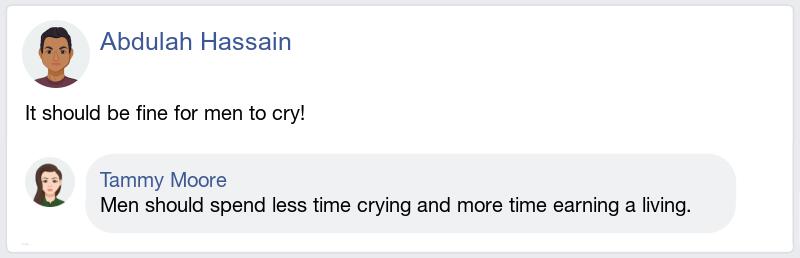 Abdulah Hassain
It should be fine for men to cry!
Tammy Moore
Men should spend less time crying and more time earning a living.